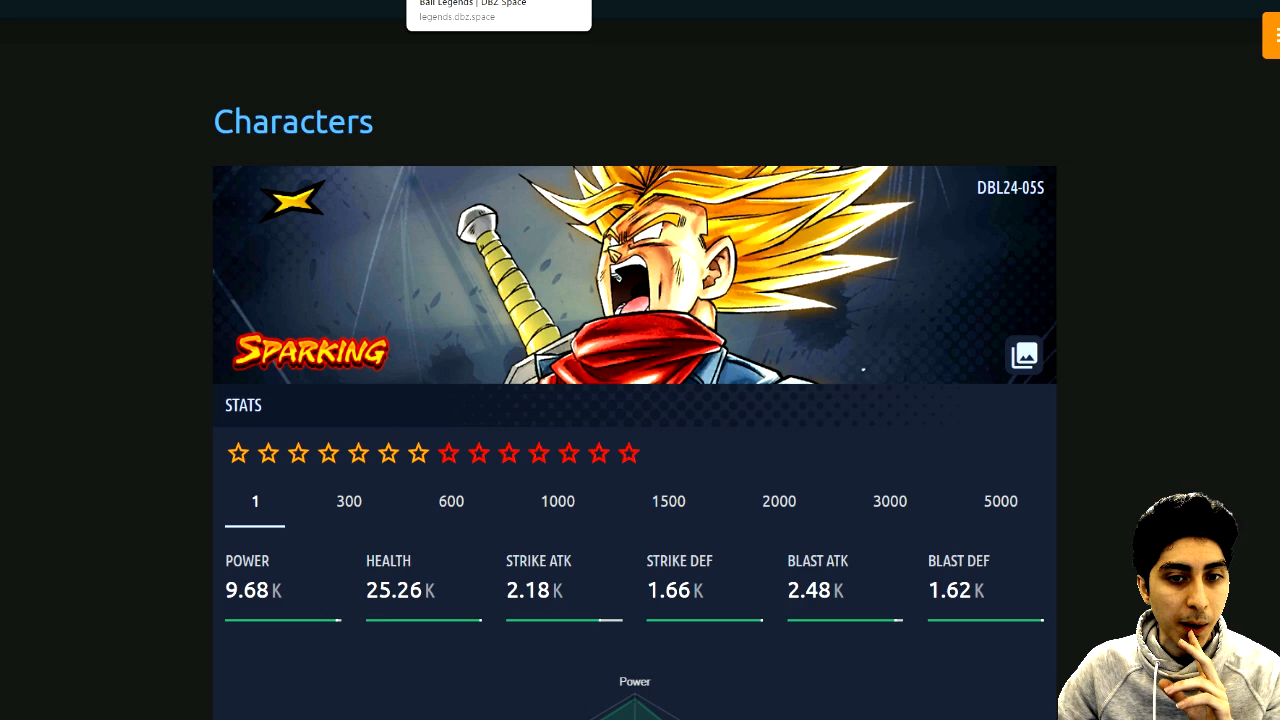 Ball Legends | DBZ Space
legends.dbz.space
Characters
DBL24-05S
SPARKING
STATS
1 300 600 1000 1500 2000 3000 5000
POWER HEALTH STRIKE ATK STRIKE DEF BLAST ATK BLAST DEF
9.68 K 25.26 K 2.18 K 1.66 K 2.48 K 1.62 K
Power